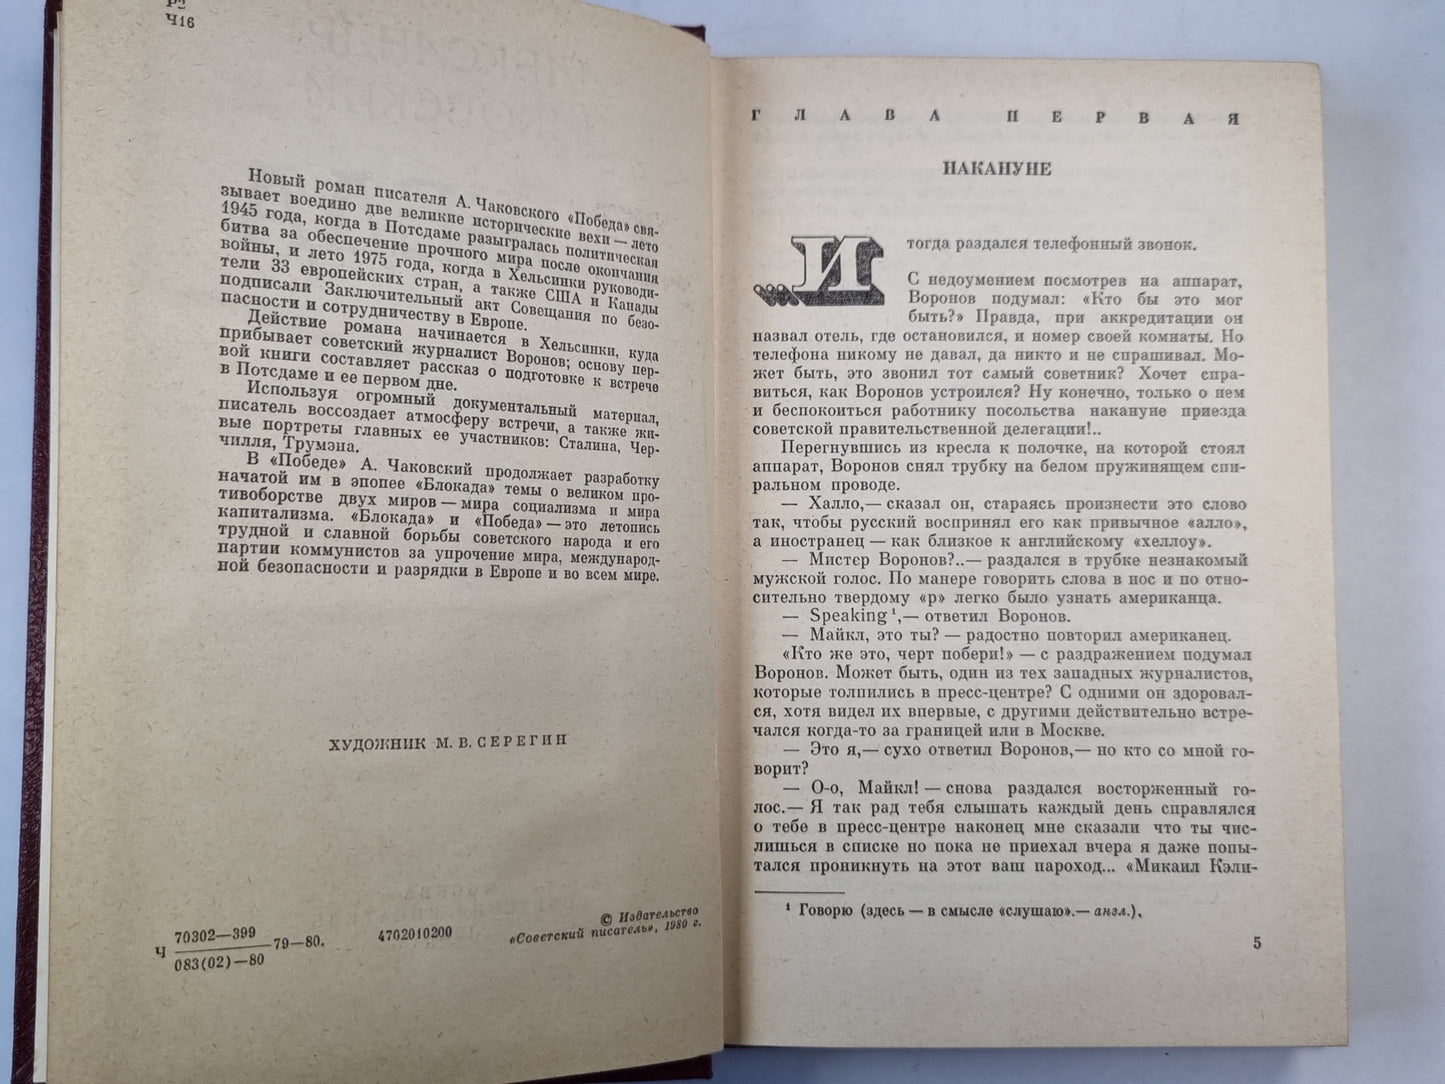 Р2
Ч16
Новый роман писателя А. Чаковского «Победа» свя-
зывает воедино две великие исторические вехи — лето
1945 года, когда в Потсдаме разыгралась политическая
битва за обеспечение прочного мира после окончания
войны, и лето 1975 года, когда в Хельсинки руководи-
тели 33 европейских стран, а также США и Канады
подписали Заключительный акт Совещания по безо-
пасности и сотрудничеству в Европе.
Действие романа начинается в Хельсинки, куда
прибывает советский журналист Воронов; основу пер-
вой книги составляет рассказ о подготовке к встрече
в Потсдаме и ее первом дне.
Используя огромный документальный материал,
писатель воссоздает атмосферу встречи, а также жи-
вые портреты главных ее участников: Сталина, Чер-
чилля, Трумэна.
В «Победе» А. Чаковский продолжает разработку
начатой им в эпопее «Блокада» темы о великом про-
тивоборстве двух миров — мира социализма и мира
капитализма. «Блокада» и «Победа» — это летопись
трудной и славной борьбы советского народа и его
партии коммунистов за упрочение мира, международ-
ной безопасности и разрядки в Европе и во всем мире.
ХУДОЖНИК М. В. СЕРЕГИН
Ч 70302—399
083(02)—80 79—80. 4702010200
© Издательство
«Советский писатель», 1980 г.
ГЛАВА ПЕРВАЯ
НАКАНУНЕ
...И тогда раздался телефонный звонок.
С недоумением посмотрев на аппарат,
Воронов подумал: «Кто бы это мог
быть?» Правда, при аккредитации он
назвал отель, где остановился, и номер своей комнаты. Но
телефона никому не давал, да никто и не спрашивал. Мо-
жет быть, это звонил тот самый советник? Хочет спра-
виться, как Воронов устроился? Ну конечно, только о нем
и беспокоиться работнику посольства накануне приезда
советской правительственной делегации!..
Перегнувшись из кресла к полочке, на которой стоял
аппарат, Воронов снял трубку на белом пружинящем спи-
ральном проводе.
— Халло,— сказал он, стараясь произнести это слово
так, чтобы русский воспринял его как привычное «алло»,
а иностранец — как близкое к английскому «хеллоу».
— Мистер Воронов?..— раздался в трубке незнакомый
мужской голос. По манере говорить слова в нос и по отно-
сительно твердому «р» легко было узнать американца.
— Speaking ¹,— ответил Воронов.
— Майкл, это ты? — радостно повторил американец.
«Кто же это, черт побери!» — с раздражением подумал
Воронов. Может быть, один из тех западных журналистов,
которые толпились в пресс-центре? С одними он здоровал-
ся, хотя видел их впервые, с другими действительно встре-
чался когда-то за границей или в Москве.
— Это я,— сухо ответил Воронов,— но кто со мной го-
ворит?
— О-о, Майкл! — снова раздался восторженный го-
лос.— Я так рад тебя слышать каждый день справлялся
о тебе в пресс-центре наконец мне сказали что ты чис-
лишься в списке но пока не приехал вчера я даже попы-
тался проникнуть на этот ваш пароход... «Микаил Кэли-
¹ Говорю (здесь — в смысле «слушаю».— англ.).
5